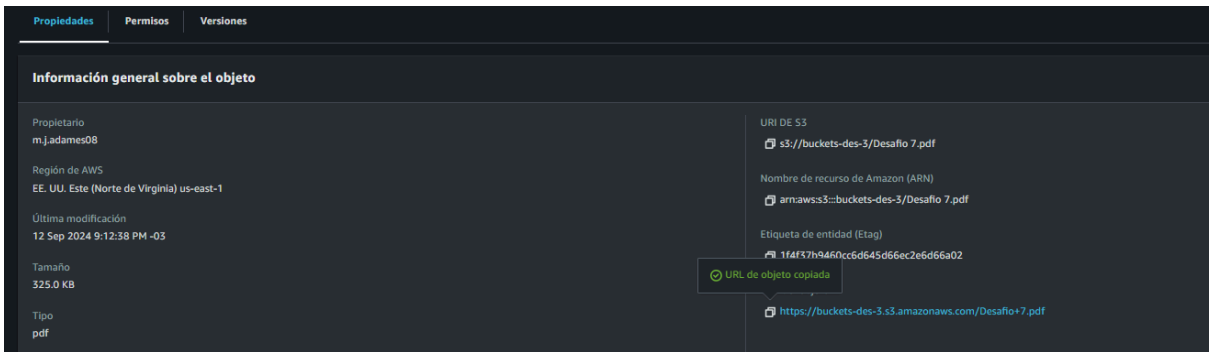 Propiedades
Permisos
Versiones
Información general sobre el objeto
Propietario
m.j.adames08
Región de AWS
EE. UU. Este (Norte de Virginia) us-east-1
Última modificación
12 Sep 2024 9:12:38 PM -03
Tamaño
325.0 KB
Tipo
pdf
URI DE S3
s3://buckets-des-3/Desafio 7.pdf
Nombre de recurso de Amazon (ARN)
arn:aws:s3:::buckets-des-3/Desafio 7.pdf
Etiqueta de entidad (Etag)
1f4f37b9460cc6d645d66ec2e6d66a02
URL de objeto copiada
https://buckets-des-3.s3.amazonaws.com/Desafio+7.pdf